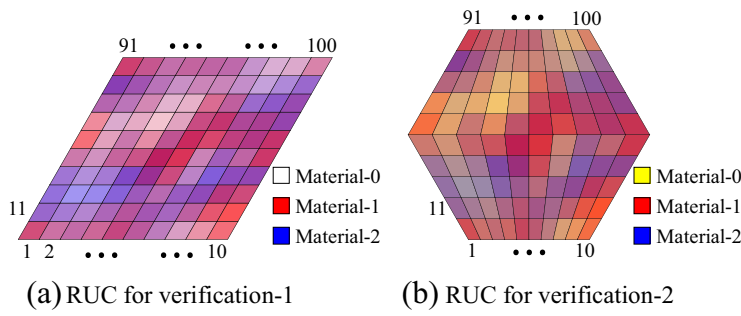 91 ••• ••• 100
11
1 2 ••• ••• 10
Material-0
Material-1
Material-2
(a) RUC for verification-1
91 ••• 100
11
1 ••• 10
Material-0
Material-1
Material-2
(b) RUC for verification-2